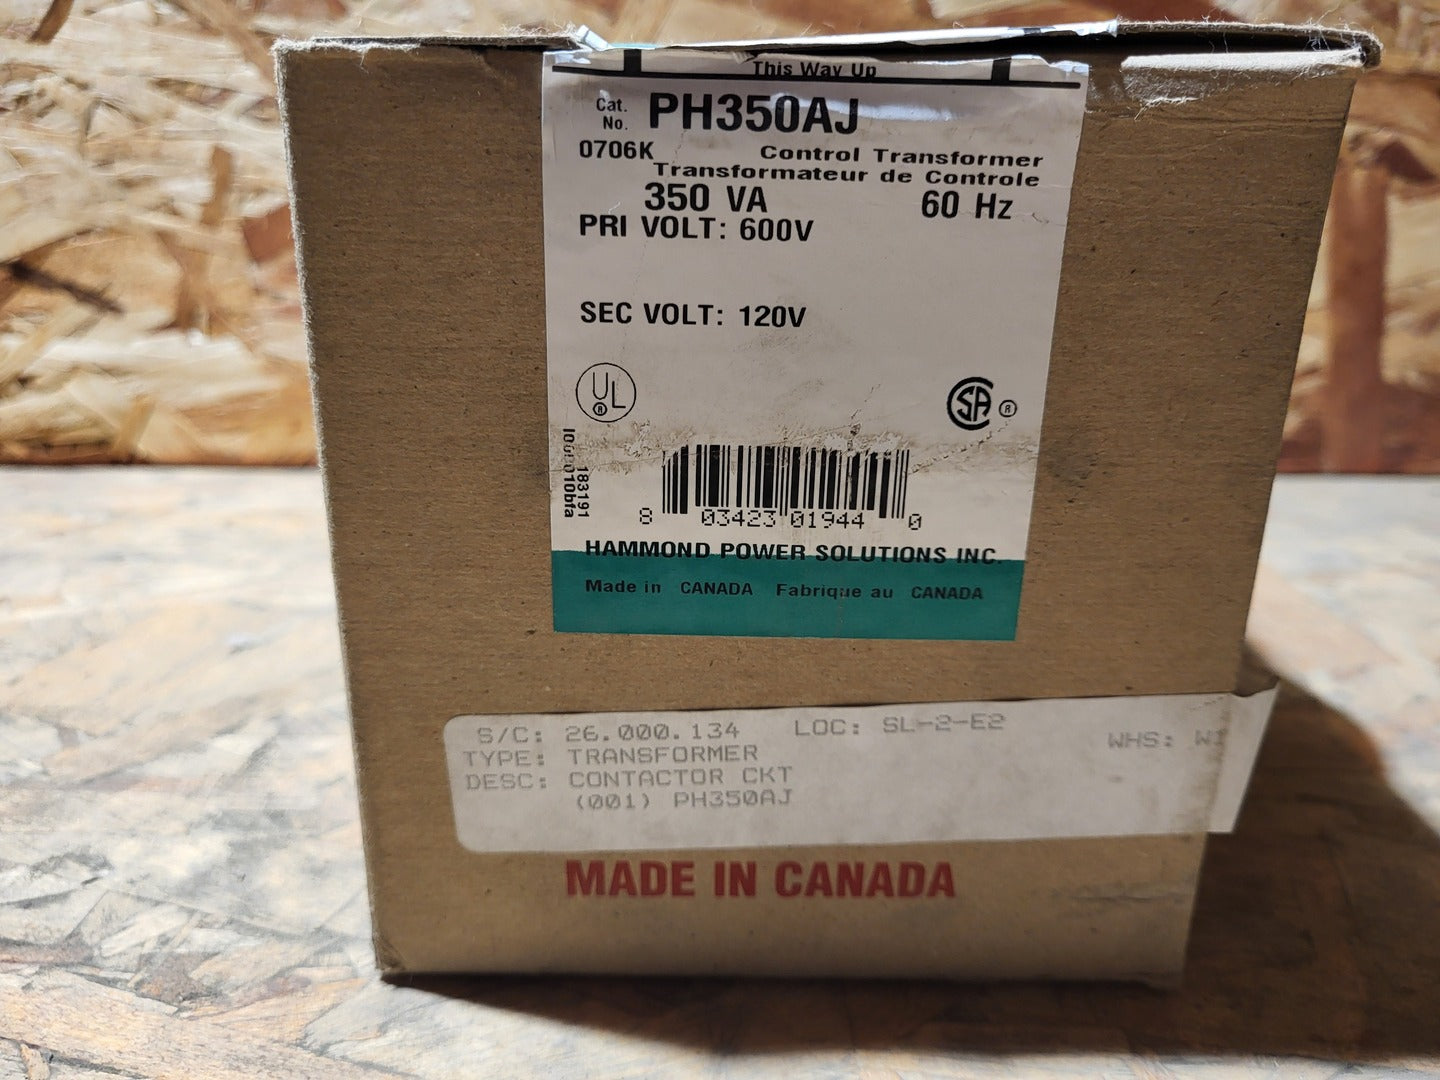 This Way Up
Cat. No. PH350AJ
0706K Control Transformer
Transformateur de Controle
350 VA 60 Hz
PRI VOLT: 600V
SEC VOLT: 120V
UL
®
SA ®
183191
8 03423 01944 0
HAMMOND POWER SOLUTIONS INC.
Made in CANADA Fabrique au CANADA
S/C: 26.000.134 LOC: SL-2-E2
WHS:
TYPE: TRANSFORMER
DESC: CONTACTOR CKT
(001) PH350AJ
MADE IN CANADA